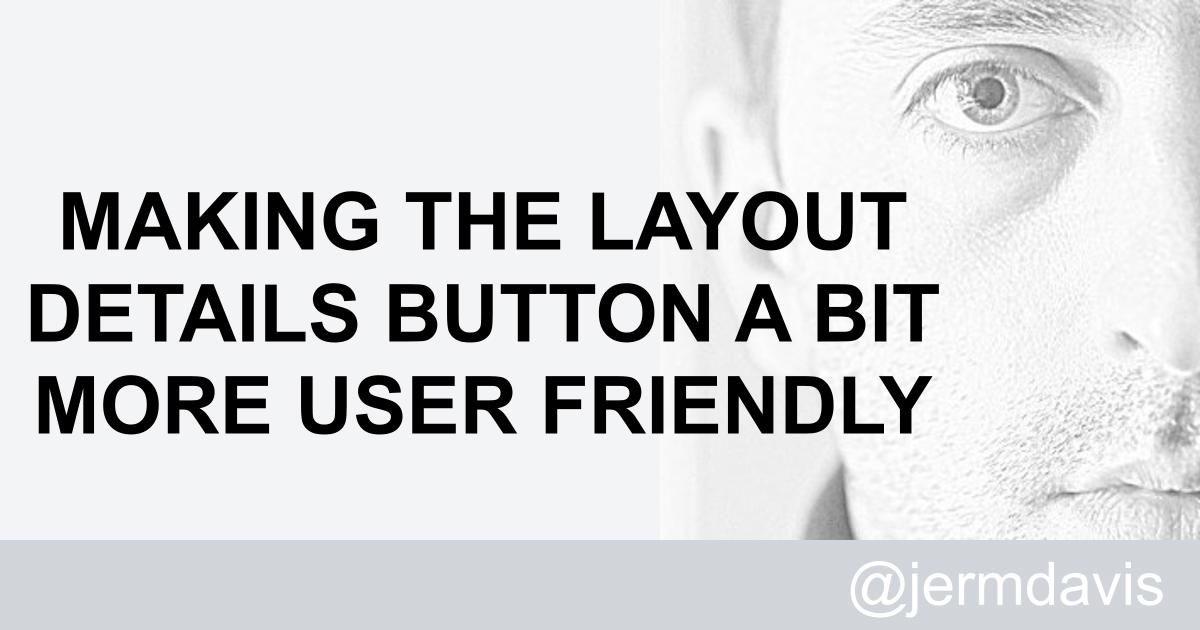 MAKING THE LAYOUT
DETAILS BUTTON A BIT
MORE USER FRIENDLY
@jermdavis